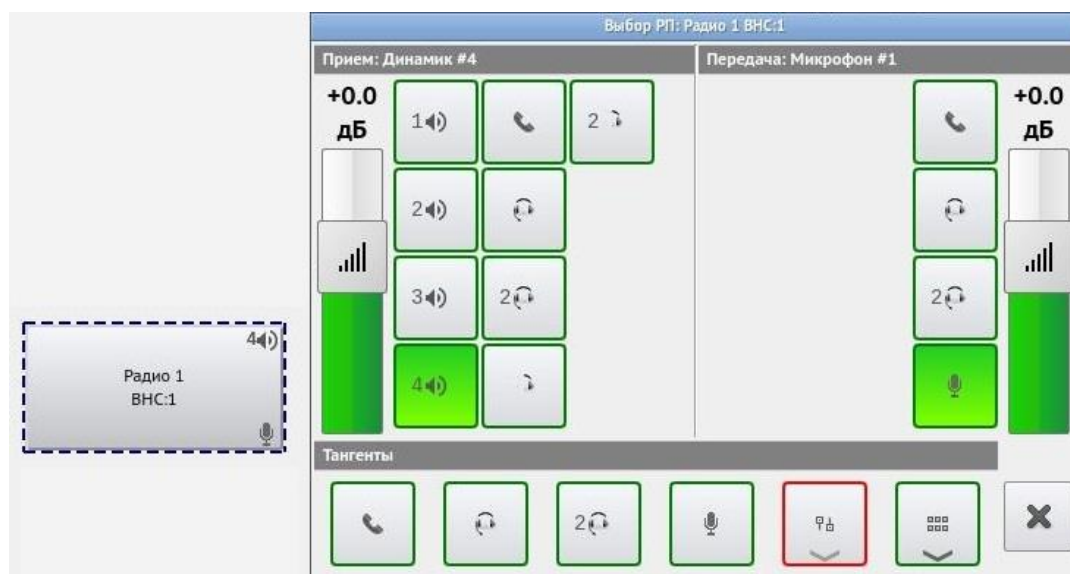 Выбор РП: Радио 1 ВНС:1
Прием: Динамик #4
Передача: Микрофон #1
+0.0
дБ
1
2
+0.0
дБ
2
3
2
2
4
4
Радио 1
ВНС:1
Тангенты
2